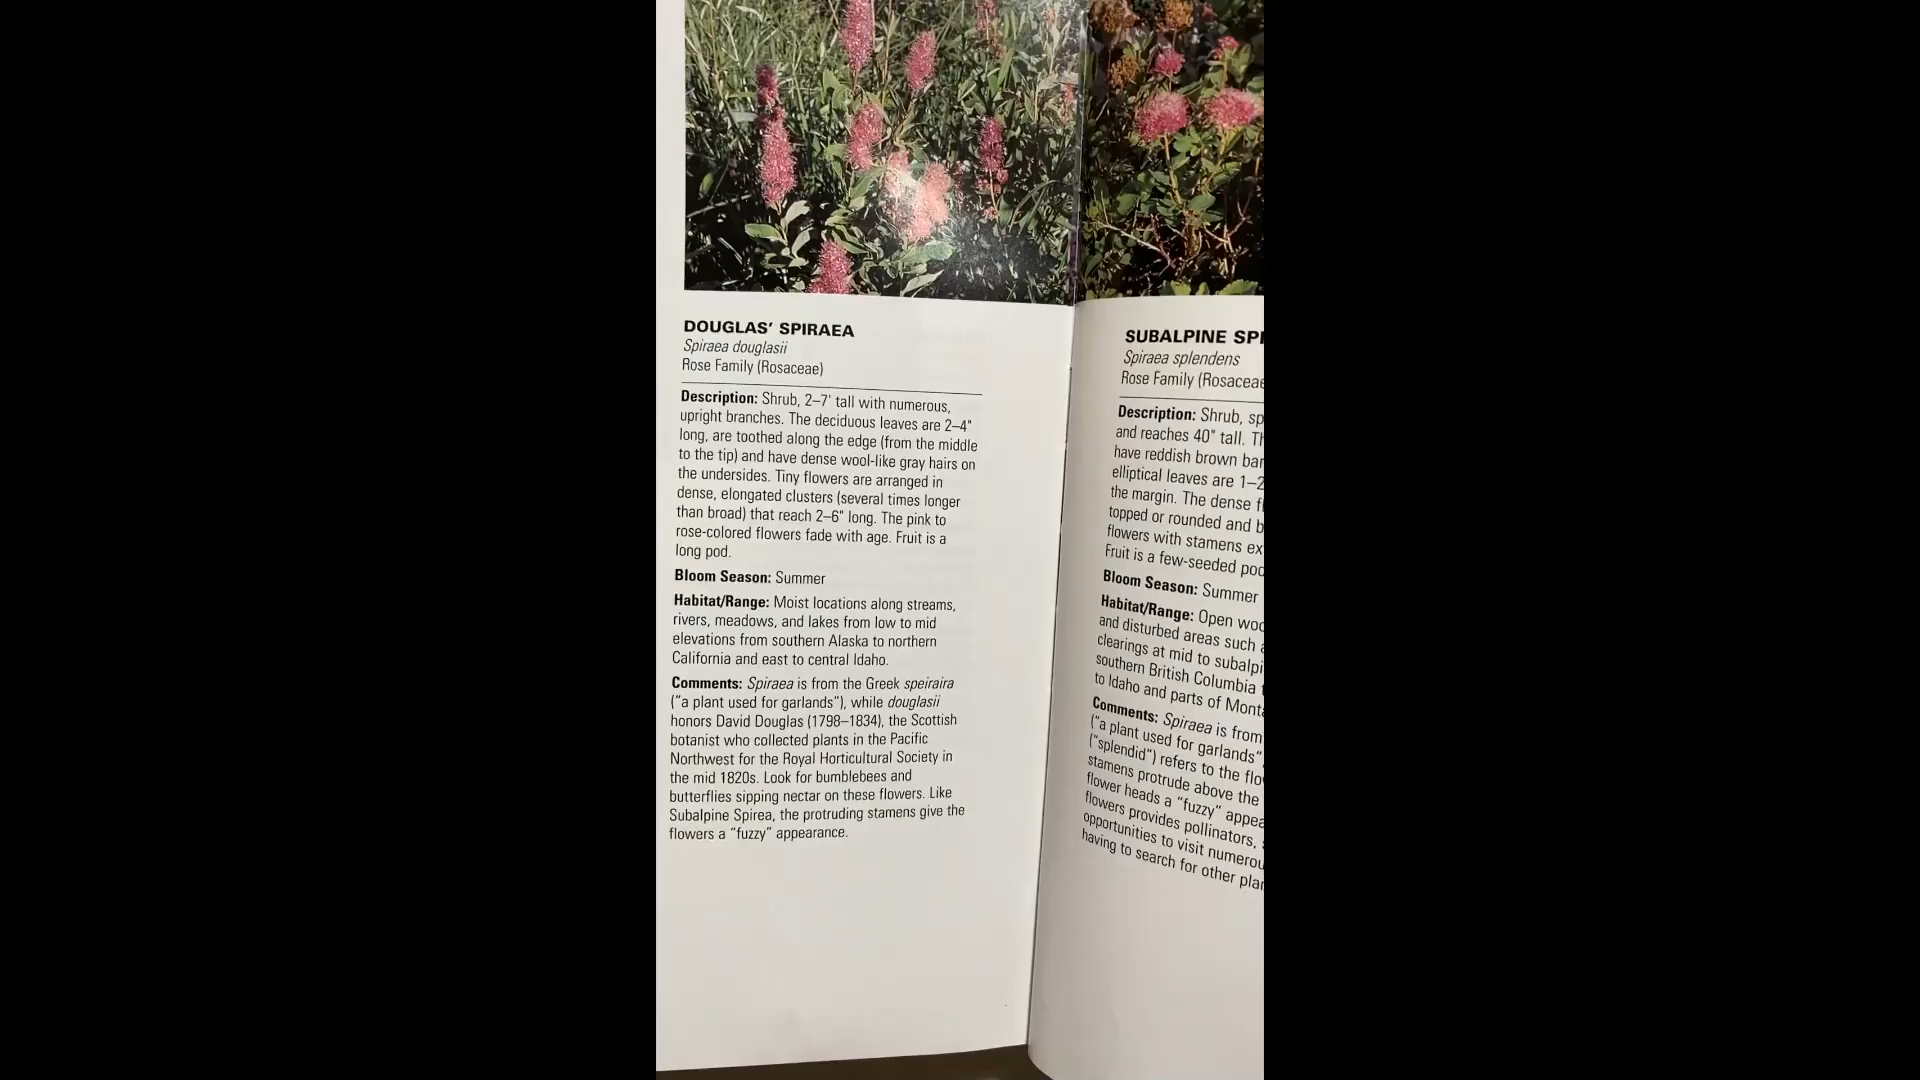 DOUGLAS' SPIRAEA
Spiraea douglasii
Rose Family (Rosaceae)
Description: Shrub, 2–7' tall with numerous,
upright branches. The deciduous leaves are 2–4"
long, are toothed along the edge (from the middle
to the tip) and have dense wool-like gray hairs on
the undersides. Tiny flowers are arranged in
dense, elongated clusters (several times longer
than broad) that reach 2–6" long. The pink to
rose-colored flowers fade with age. Fruit is a
long pod.
Bloom Season: Summer
Habitat/Range: Moist locations along streams,
rivers, meadows, and lakes from low to mid
elevations from southern Alaska to northern
California and east to central Idaho.
Comments: Spiraea is from the Greek speiraira
("a plant used for garlands"), while douglasii
honors David Douglas (1798–1834), the Scottish
botanist who collected plants in the Pacific
Northwest for the Royal Horticultural Society in
the mid 1820s. Look for bumblebees and
butterflies sipping nectar on these flowers. Like
Subalpine Spirea, the protruding stamens give the
flowers a "fuzzy" appearance.
SUBALPINE
Spiraea splendens
Rose Family (Rosaceae
Description: Shrub,
and reaches 40" tall.
have reddish brown
elliptical leaves are
the margin. The dense
topped or rounded and
flowers with stamens
Fruit is a few-seeded
Bloom Season: Summer
Habitat/Range: Open
and disturbed areas such
clearings at mid to
southern British Columbia
to Idaho and parts of
Comments: Spiraea is from
("a plant used for garlands"
("splendid") refers to the
stamens protrude above the
flower heads a "fuzzy"
flowers provides pollinators,
opportunities to visit
having to search for other